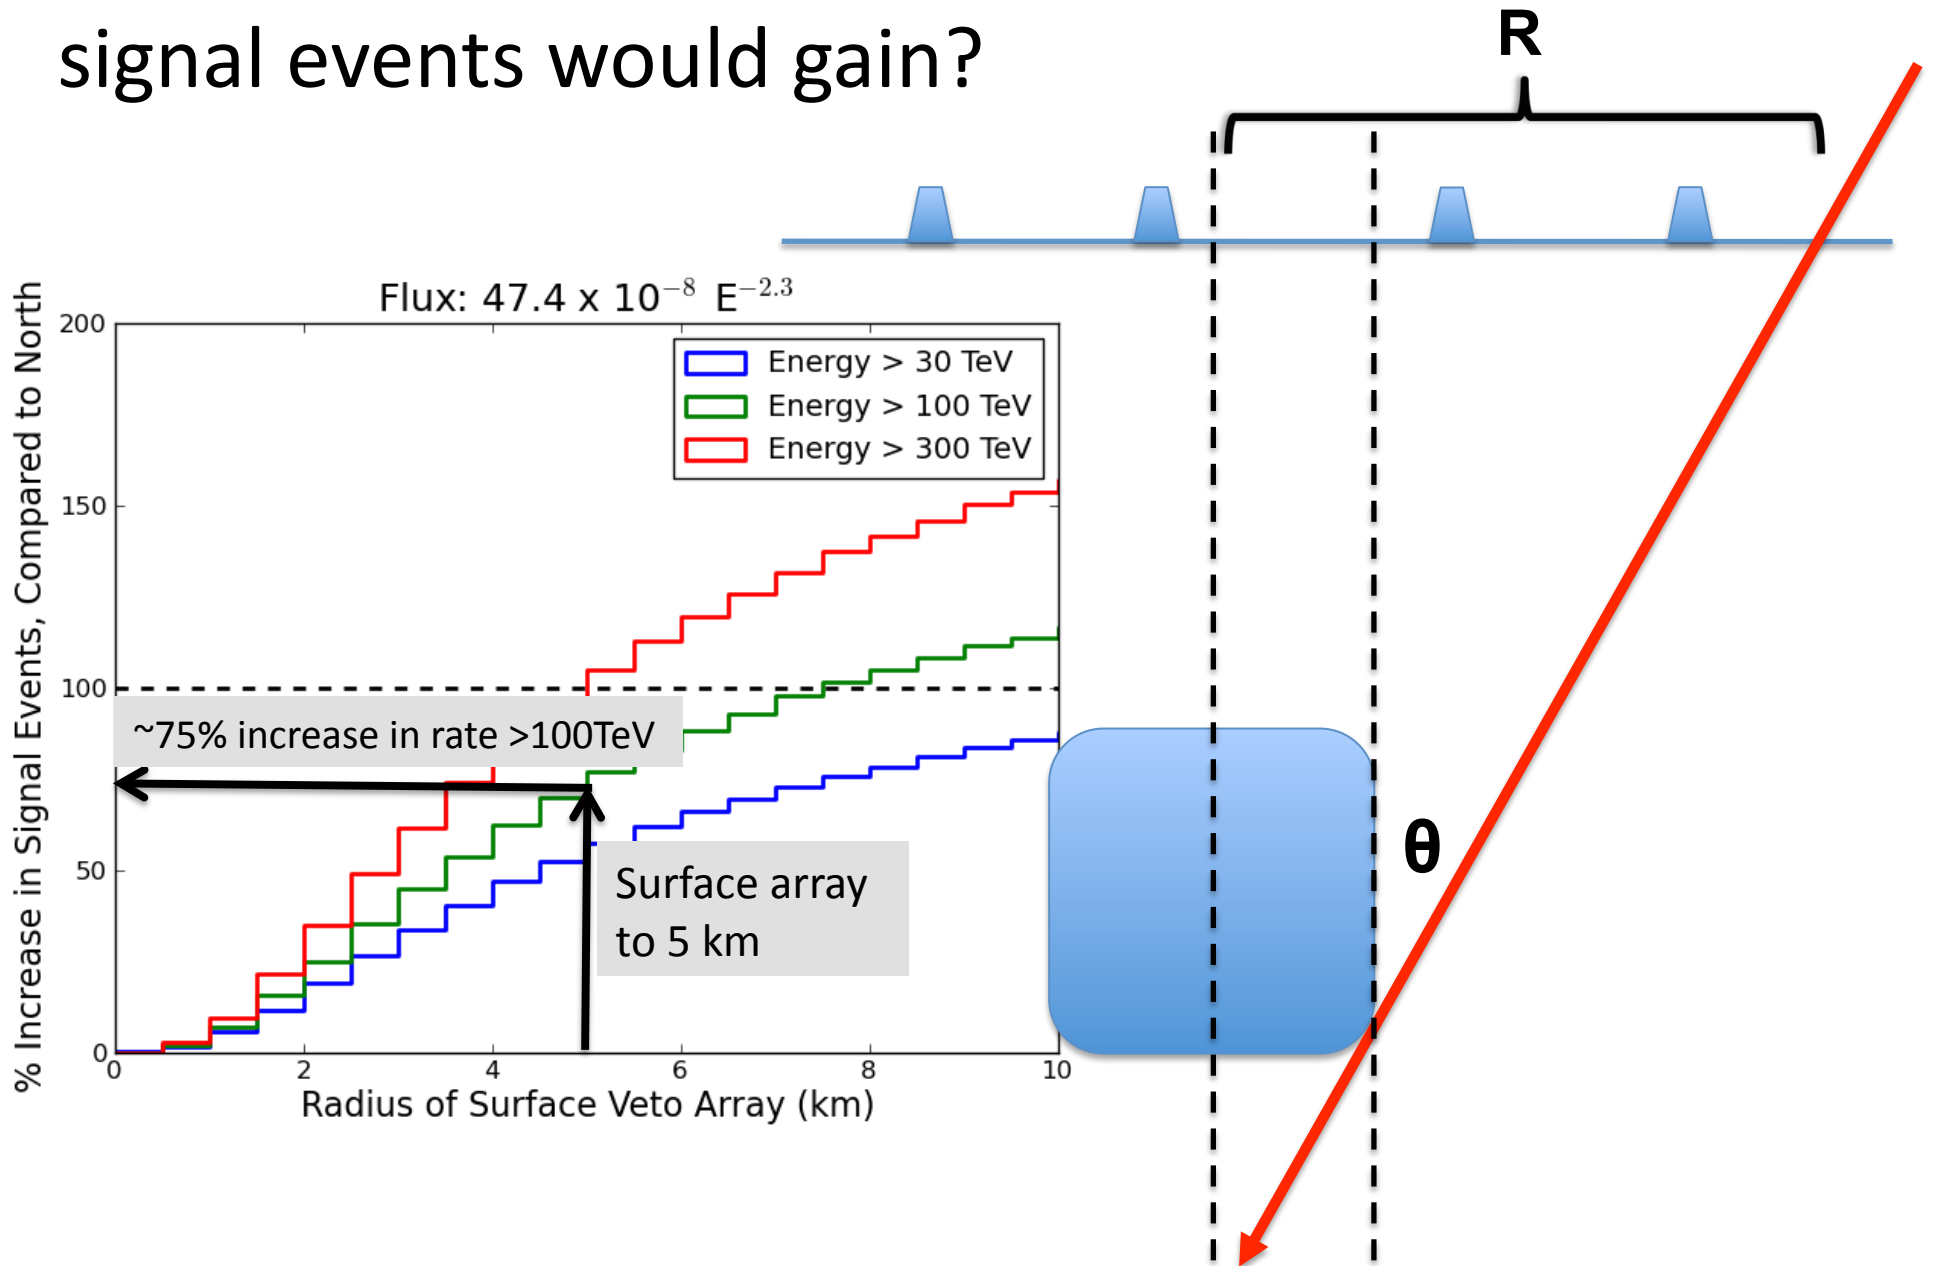 signal events would gain?
R
Flux: 47.4 x 10⁻⁸ E⁻²·³
% Increase in Signal Events, Compared to North
200
150
100
50
0
Energy > 30 TeV
Energy > 100 TeV
Energy > 300 TeV
~75% increase in rate >100TeV
Surface array
to 5 km
θ
0 2 4 6 8 10
Radius of Surface Veto Array (km)